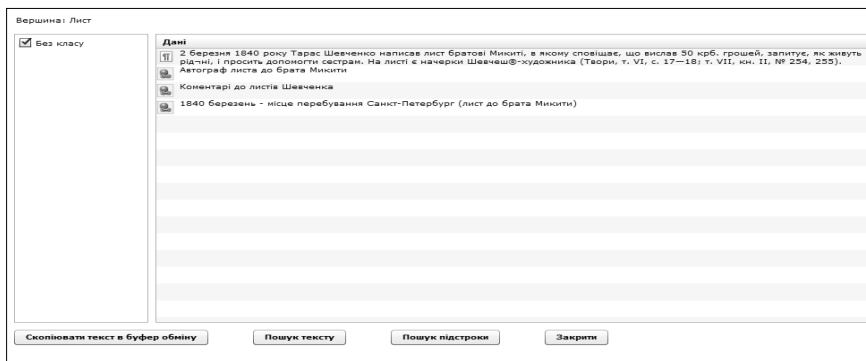 Вершина: Лист
Без класу
Дані
2 березня 1840 року Тарас Шевченко написав лист братові Микиті, в якому сповіщає, що вислав 50 крб. грошей, запитує, як живуть
рід¬ні, і просить допомогти сестрам. На листі є начерки Шевчеш®-художника (Твори, т. VI, с. 17—18; т. VII, кн. II, № 254, 255).
Автограф листа до брата Микити
Коментарі до листів Шевченка
1840 березень - місце перебування Санкт-Петербург (лист до брата Микити)
Скопіювати текст в буфер обміну Пошук тексту Пошук підстроки Закрити